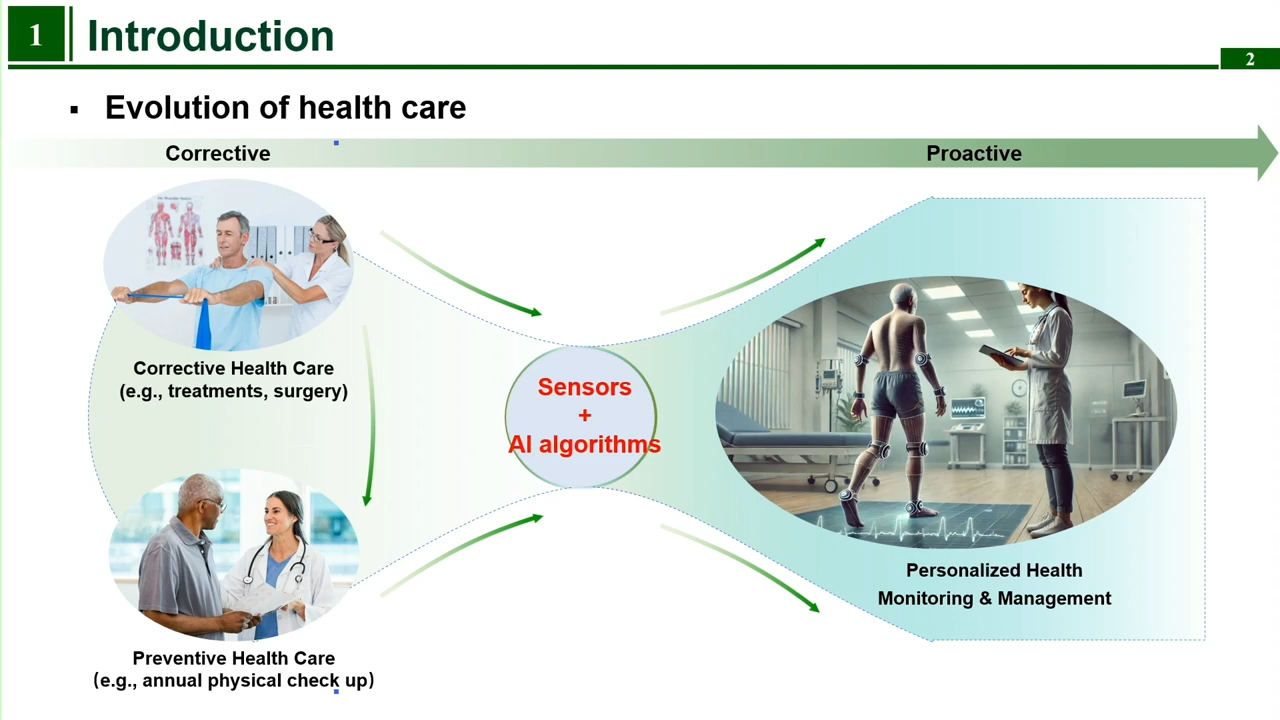 1
Introduction
2
▪ Evolution of health care
Corrective
Proactive
Corrective Health Care
(e.g., treatments, surgery)
Sensors
+
AI algorithms
Personalized Health
Monitoring & Management
Preventive Health Care
(e.g., annual physical check up)